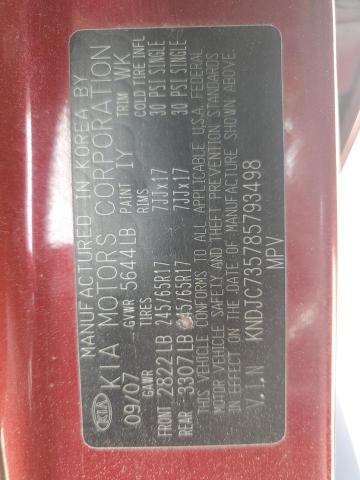 MANUFACTURED IN KOREA BY
KIA
KIA MOTORS CORPORATION
09/07 GVWR 5644LB PAINT 1Y TRIM WK
GAWR TIRES RIMS COLD TIRE INFL
FRONT 2822LB 245/65R17 7JJx17 30 PSI SINGLE
REAR 3307LB 245/65R17 7JJx17 30 PSI SINGLE
THIS VEHICLE CONFORMS TO ALL APPLICABLE U.S.A. FEDERAL
MOTOR VEHICLE SAFETY AND THEFT PREVENTION STANDARDS
IN EFFECT ON THE DATE OF MANUFACTURE SHOWN ABOVE.
V.I.N KNDJC735785793498
MPV